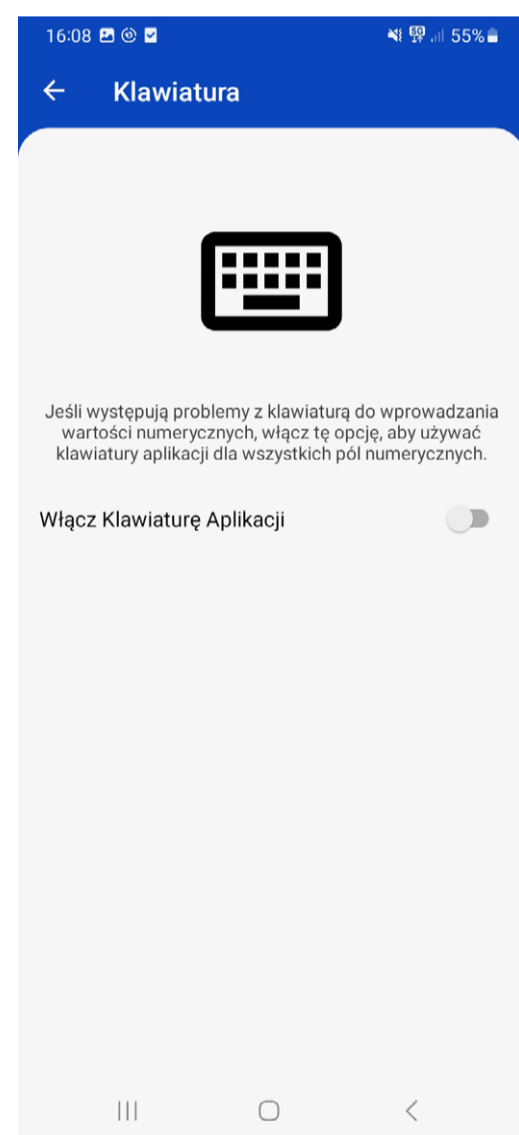 16:08 55%
Klawiatura
Jeśli występują problemy z klawiaturą do wprowadzania
wartości numerycznych, włącz tę opcję, aby używać
klawiatury aplikacji dla wszystkich pól numerycznych.
Włącz Klawiaturę Aplikacji